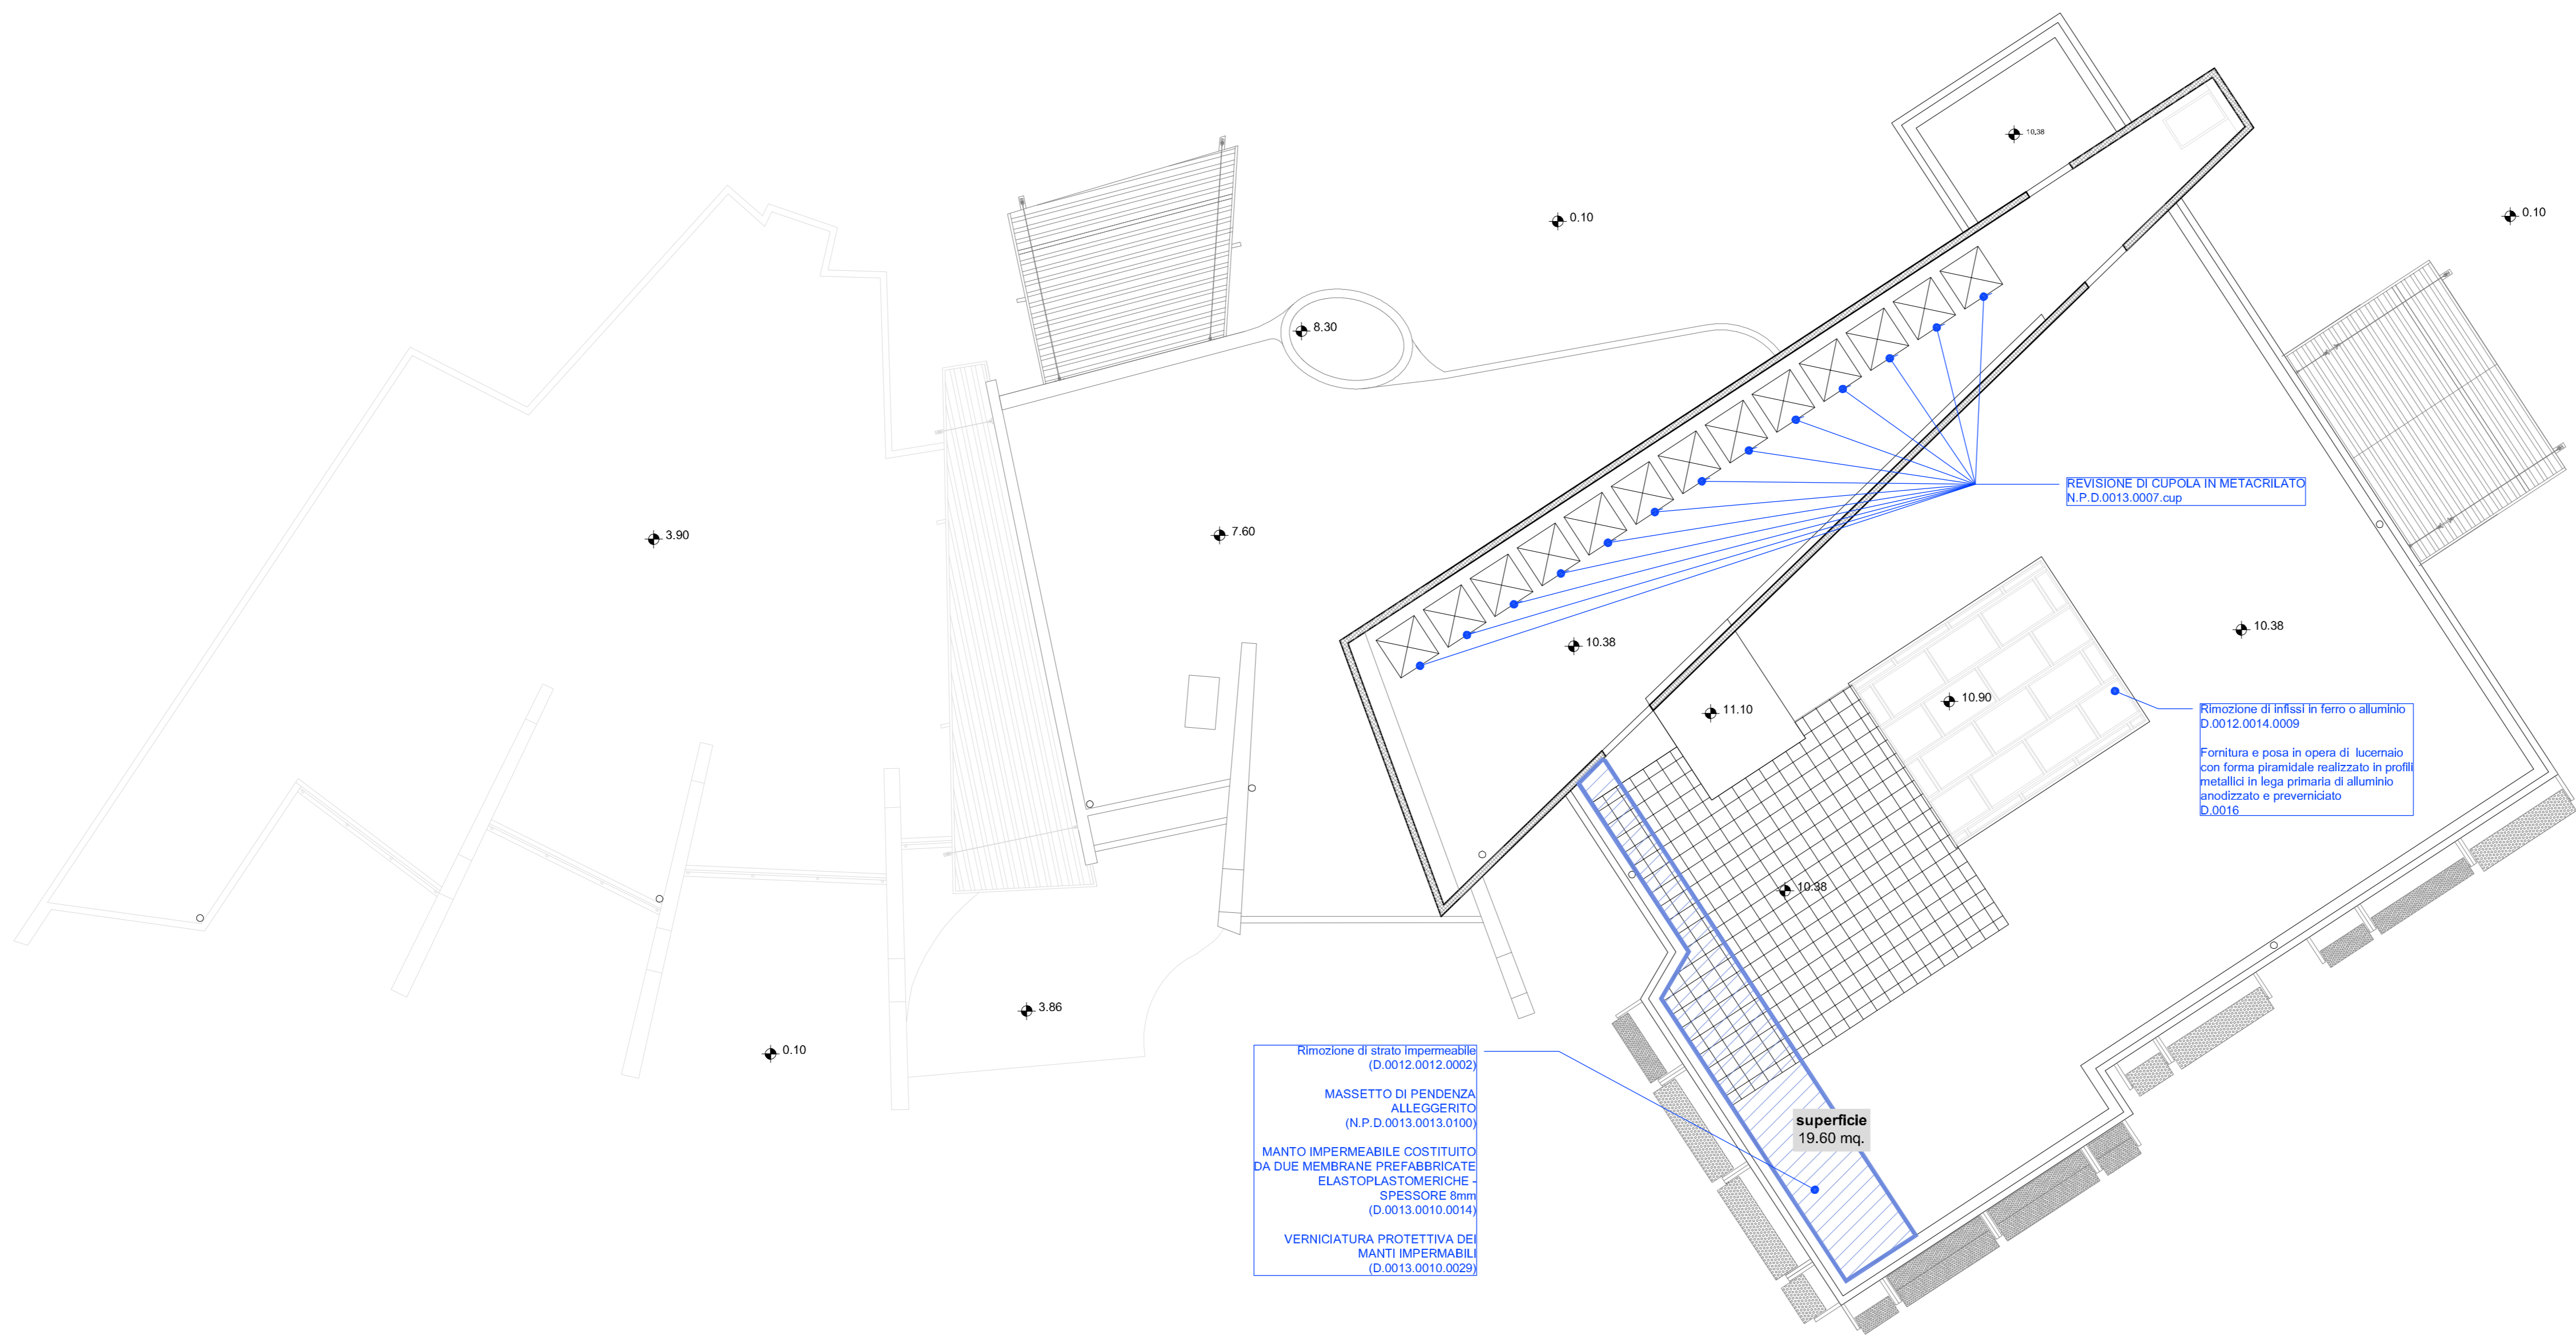 10.38
0.10
0.10
8.30
REVISIONE DI CUPOLA IN METACRILATO
N.P.D.0013.0007.cup
3.90
7.60
10.38
10.38
10.90
11.10
Rimozione di infissi in ferro o alluminio
D.0012.0014.0009
Fornitura e posa in opera di lucernaio
con forma piramidale realizzato in profili
metallici in lega primaria di alluminio
anodizzato e preverniciato
D.0016
10.38
3.86
0.10
Rimozione di strato impermeabile
(D.0012.0012.0002)
MASSETTO DI PENDENZA
ALLEGGERITO
(N.P.D.0013.0013.0100)
MANTO IMPERMEABILE COSTITUITO
DA DUE MEMBRANE PREFABBRICATE
ELASTOPLASTOMERICHE -
SPESSORE 8mm
(D.0013.0010.0014)
VERNICIATURA PROTETTIVA DEI
MANTI IMPERMABILI
(D.0013.0010.0029)
superficie
19.60 mq.